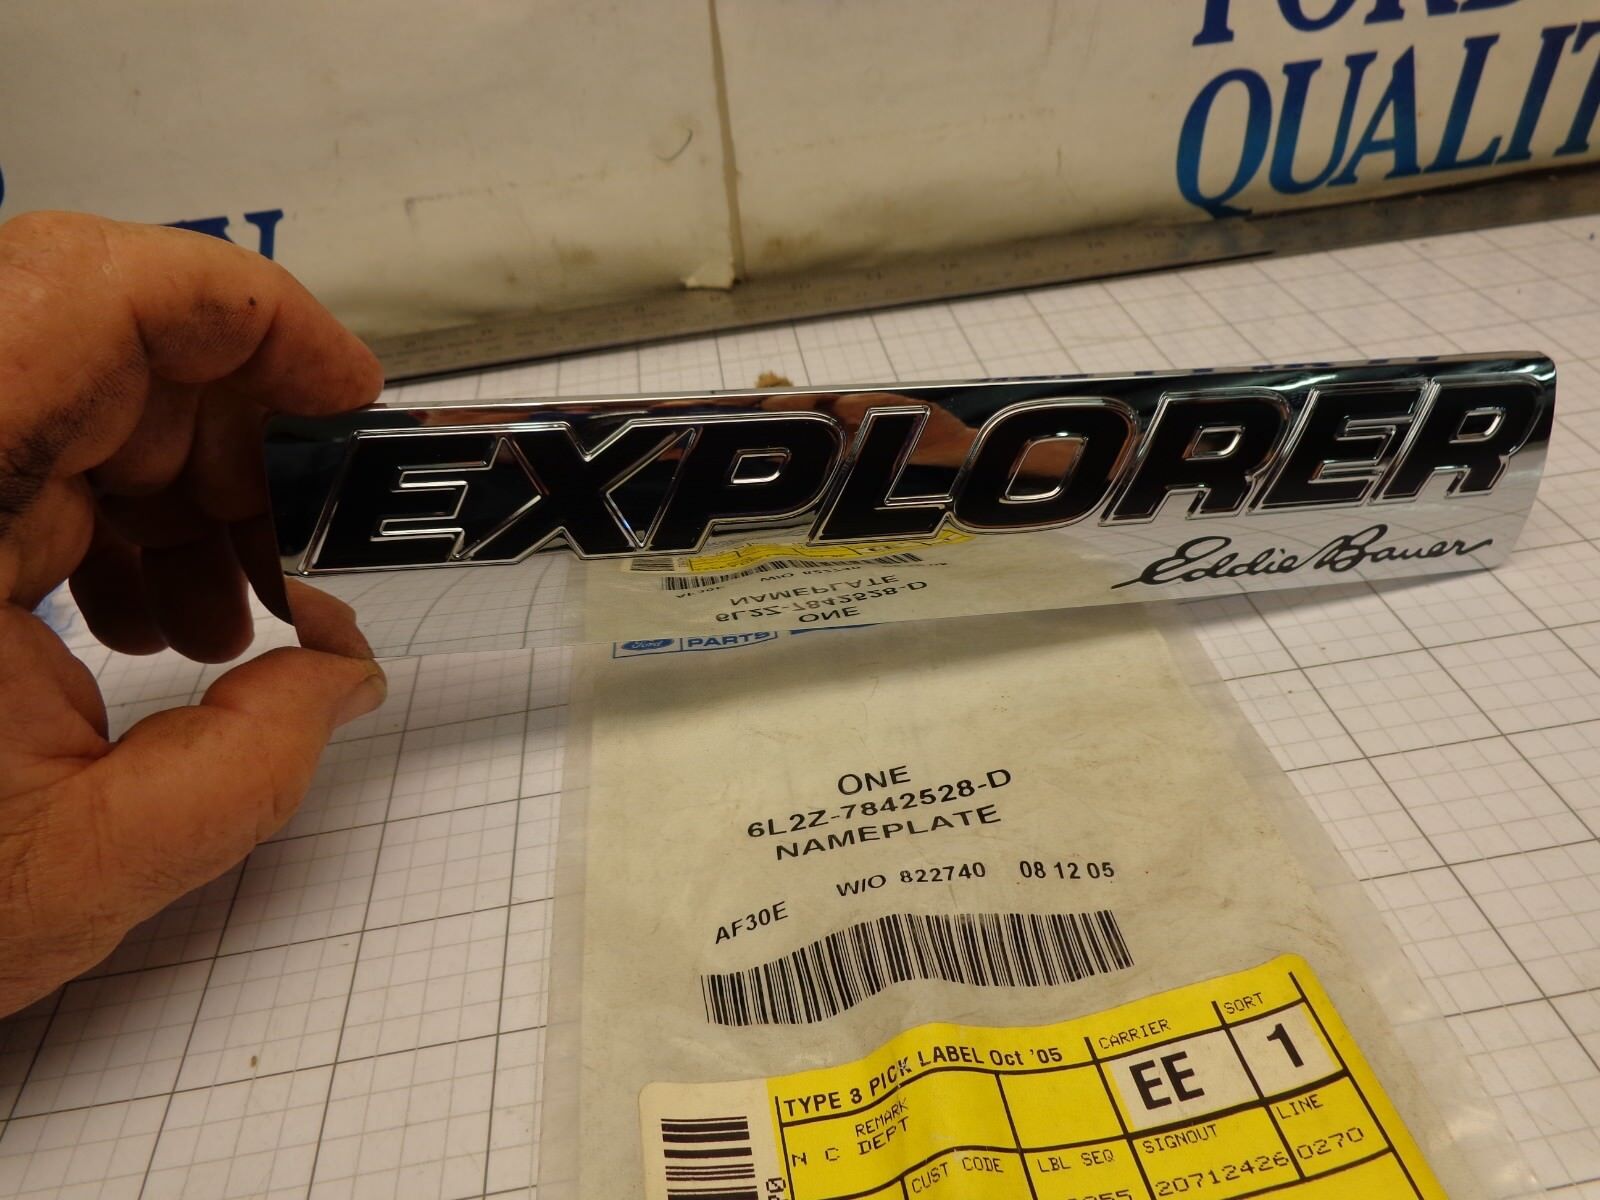 QUALIT
EXPLORER
Eddie Bauer
NAMEPLATE
6L2Z-7842528-D
ONE
Ford PARTS
ONE
6L2Z-7842528-D
NAMEPLATE
W/O 822740 08 12 05
AF30E
TYPE 3 PICK LABEL Oct '05
CARRIER
SORT
EE
1
N C
REMARK
DEPT
CUST CODE
LBL SEQ
SIGNOUT
LINE
20712426
0270